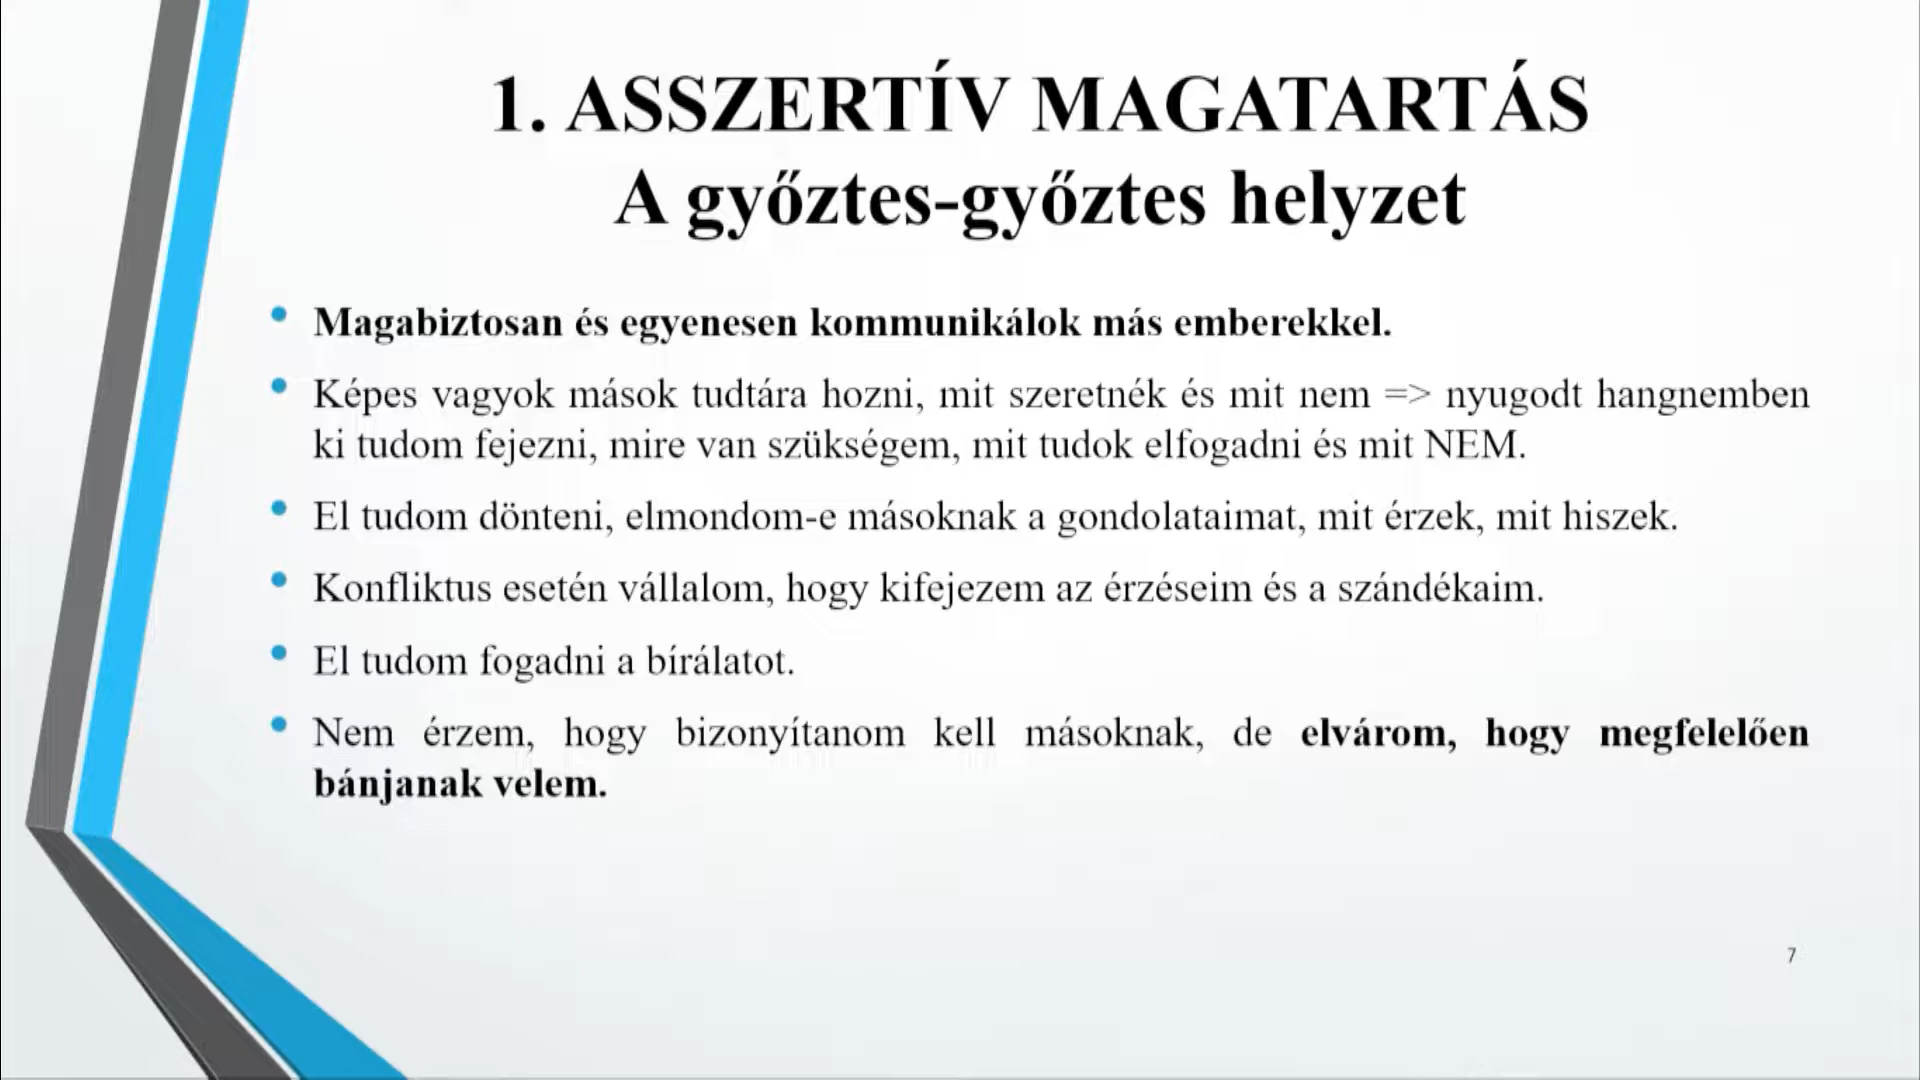 1. ASSZERTÍV MAGATARTÁS
A győztes-győztes helyzet
• Magabiztosan és egyenesen kommunikálok más emberekkel.
• Képes vagyok mások tudtára hozni, mit szeretnék és mit nem => nyugodt hangnemben
ki tudom fejezni, mire van szükségem, mit tudok elfogadni és mit NEM.
• El tudom dönteni, elmondom-e másoknak a gondolataimat, mit érzek, mit hiszek.
• Konfliktus esetén vállalom, hogy kifejezem az érzéseim és a szándékaim.
• El tudom fogadni a bírálatot.
• Nem érzem, hogy bizonyítanom kell másoknak, de elvárom, hogy megfelelően
bánjanak velem.
7